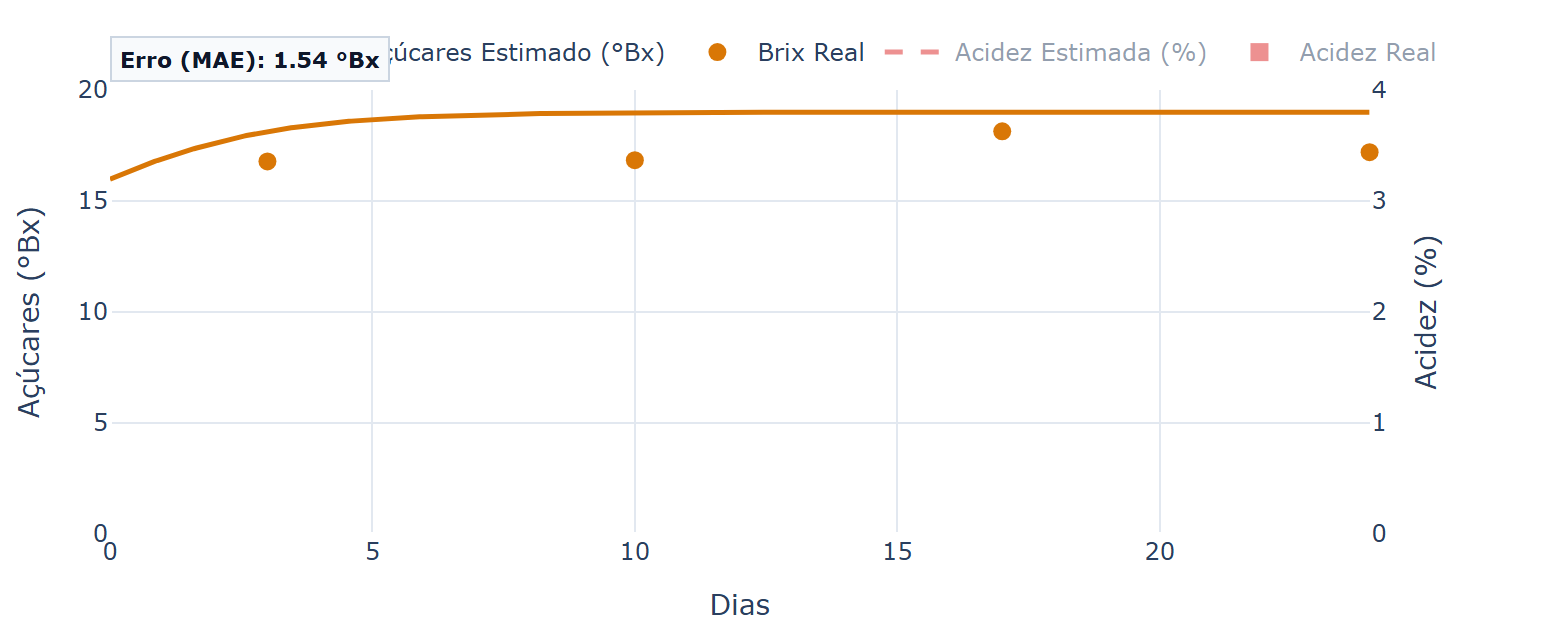 Erro (MAE): 1.54 °Bx
úcares Estimado (°Bx) Brix Real Acidez Estimada (%) Acidez Real
20
15
10
5
0
Açúcares (°Bx)
4
3
2
1
0
Acidez (%)
0 5 10 15 20
Dias